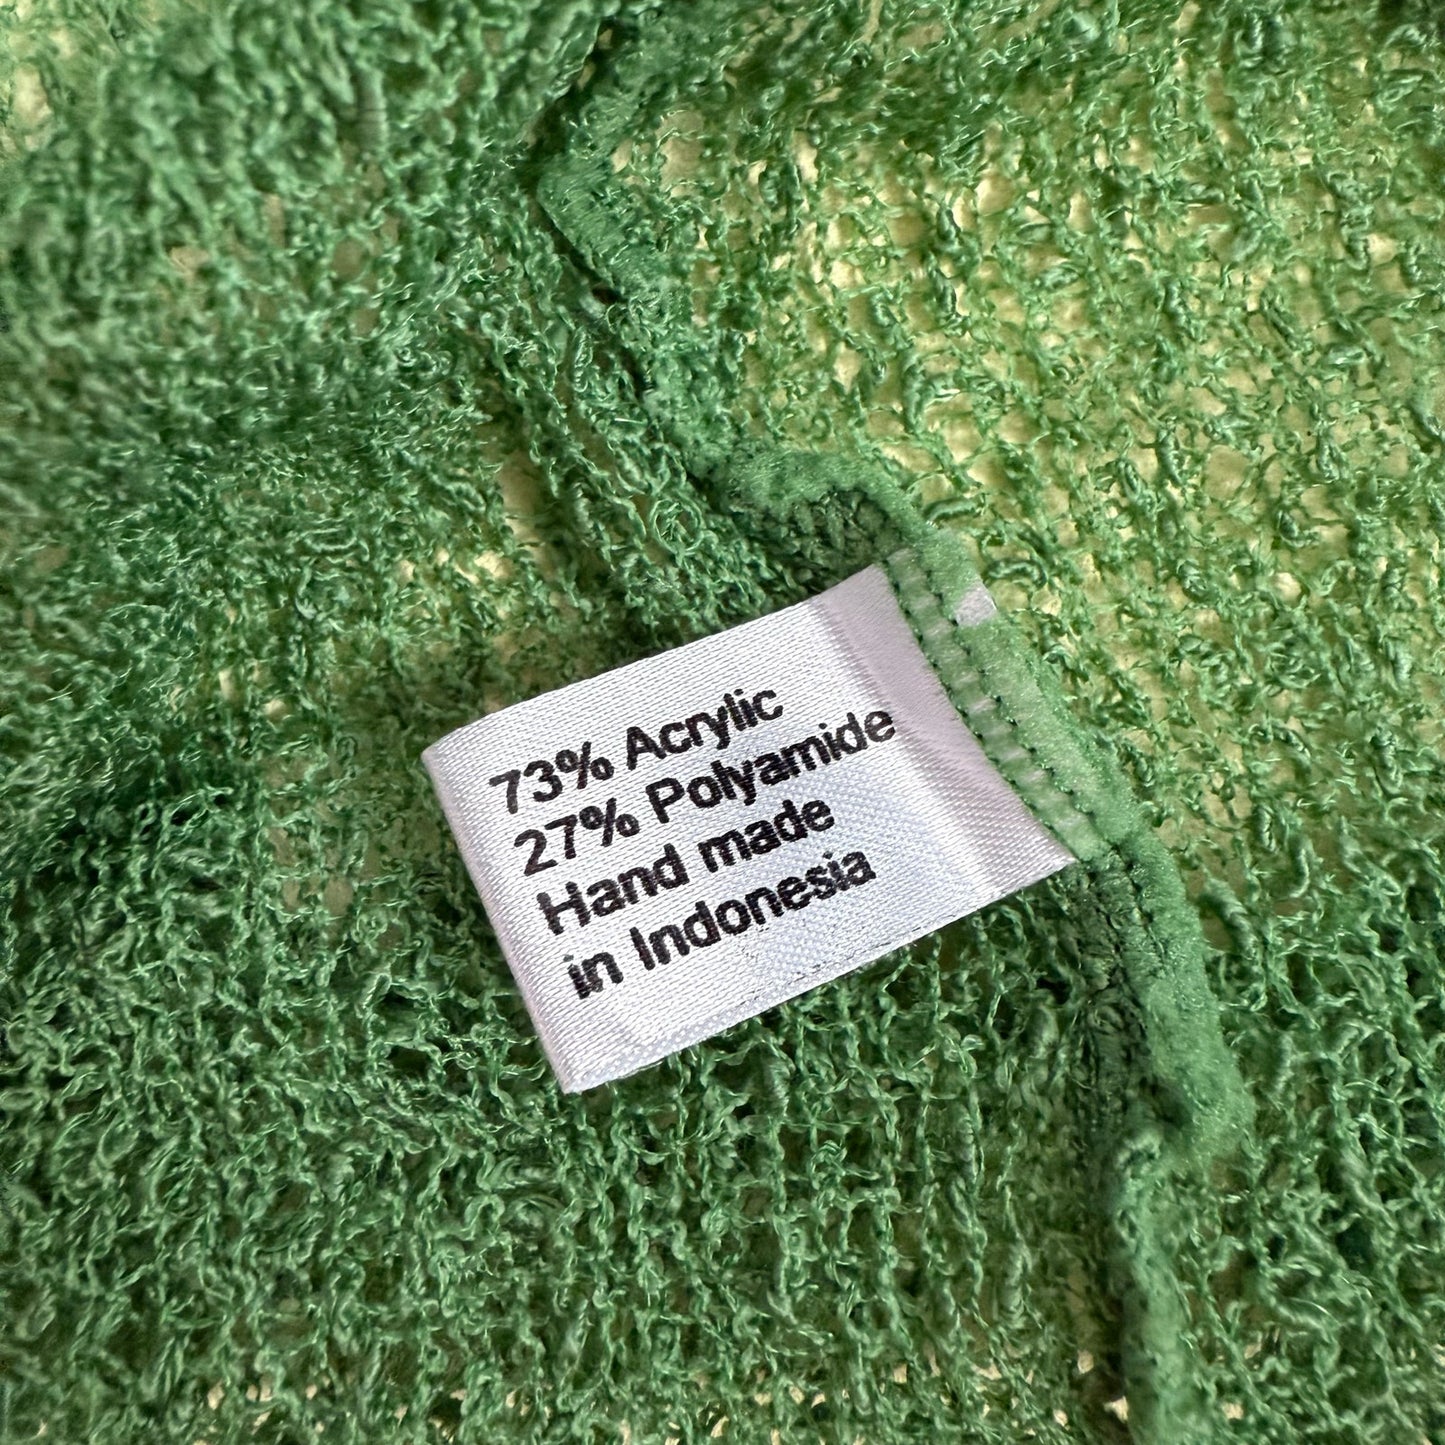 73% Acrylic
27% Polyamide
Hand made
in Indonesia